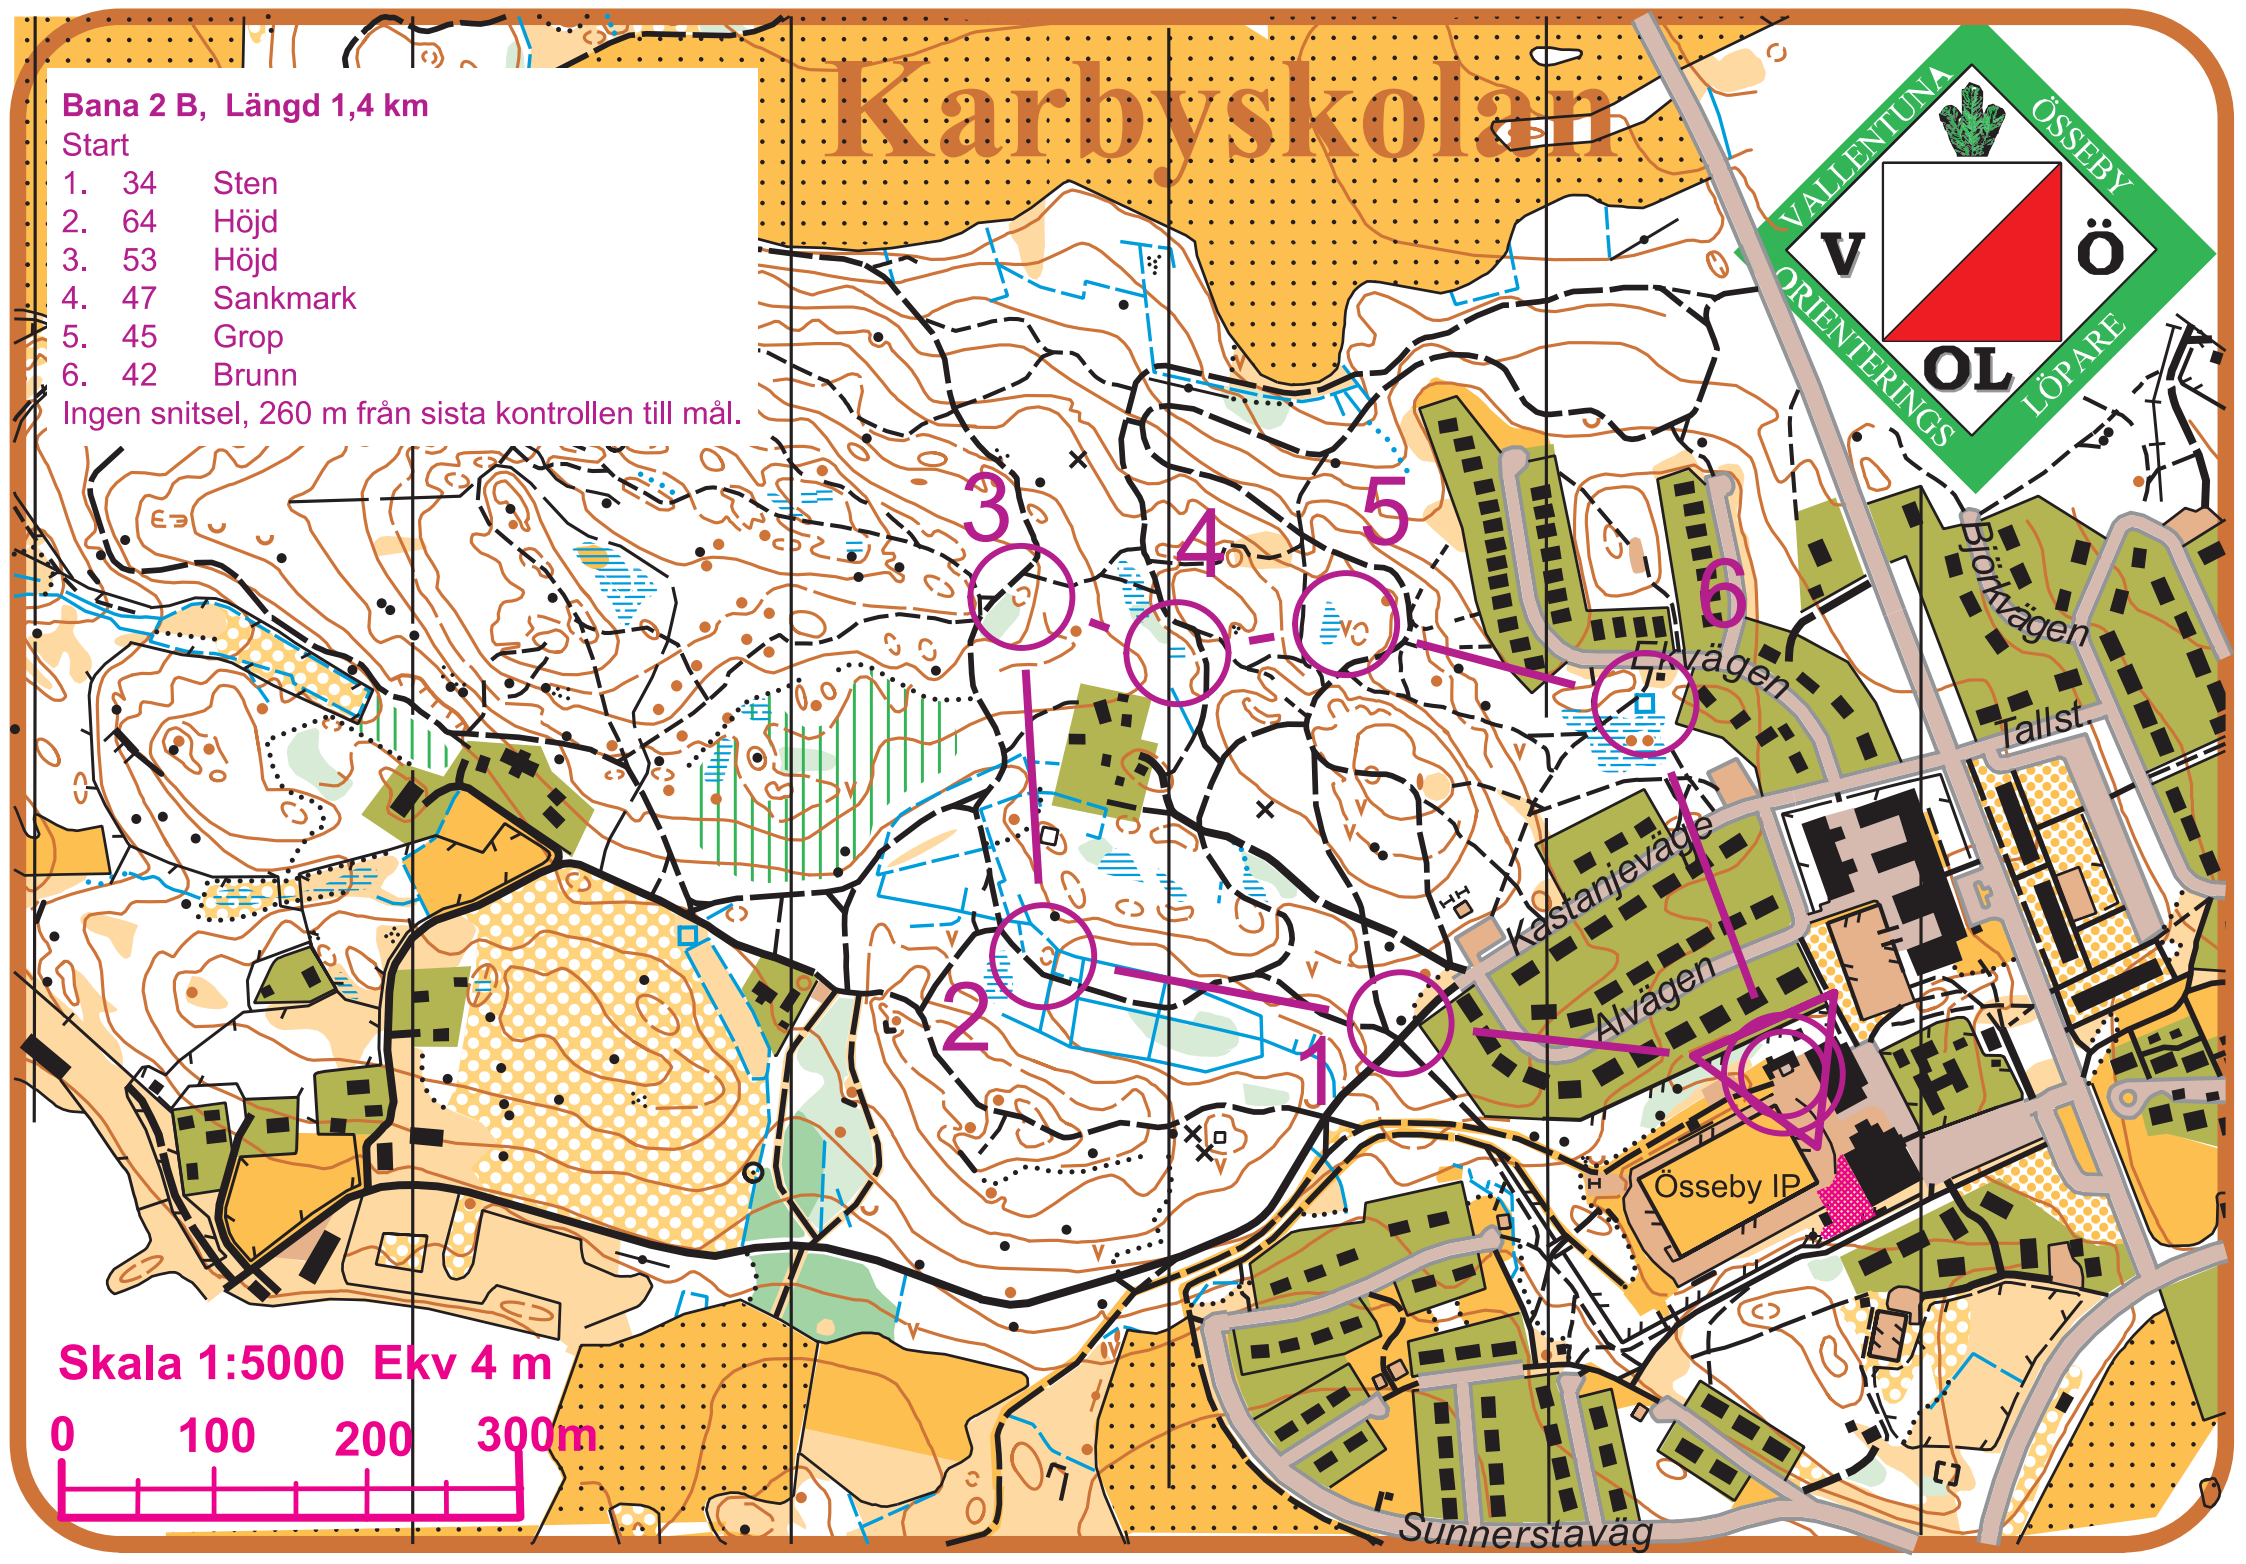 Karbyskolan
Bana 2 B, Längd 1,4 km
Start
1. 34 Sten
2. 64 Höjd
3. 53 Höjd
4. 47 Sankmark
5. 45 Grop
6. 42 Brunn
Ingen snitsel, 260 m från sista kontrollen till mål.
VALLENTUNA
ÖSSEBY
V
Ö
OL
ORIENTERINGS
LÖPARE
3
4
5
6
2
1
Björkvägen
Ekvägen
Tallst.
Kastanjeväge
Alvägen
Össeby IP
Skala 1:5000 Ekv 4 m
0 100 200 300m
Sunnerstaväg